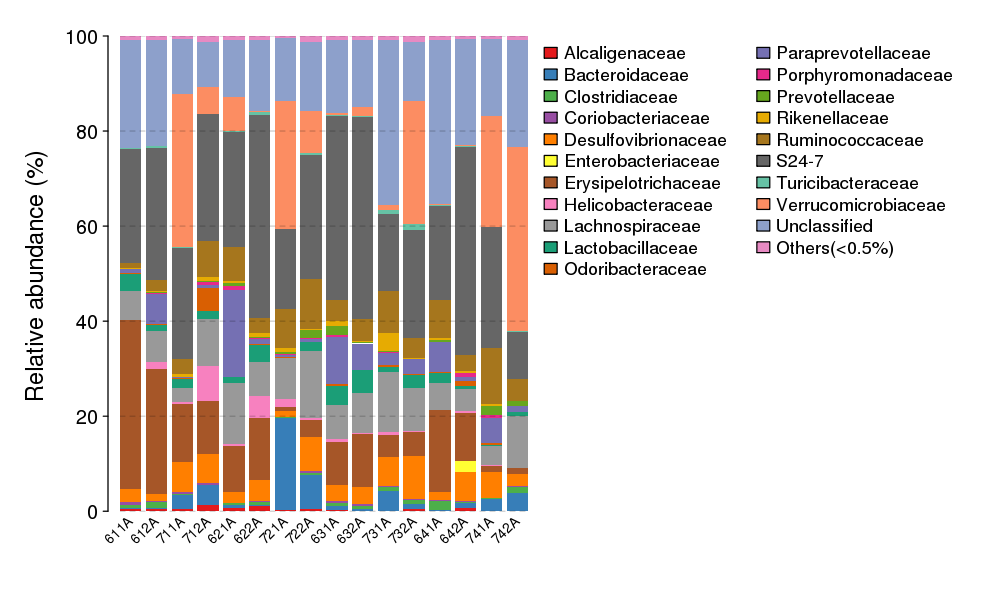 Relative abundance (%)
100
80
60
40
20
0
611A
612A
711A
712A
621A
622A
721A
722A
631A
632A
731A
732A
641A
642A
741A
742A
Alcaligenaceae
Bacteroidaceae
Clostridiaceae
Coriobacteriaceae
Desulfovibrionaceae
Enterobacteriaceae
Erysipelotrichaceae
Helicobacteraceae
Lachnospiraceae
Lactobacillaceae
Odoribacteraceae
Paraprevotellaceae
Porphyromonadaceae
Prevotellaceae
Rikenellaceae
Ruminococcaceae
S24-7
Turicibacteraceae
Verrucomicrobiaceae
Unclassified
Others(<0.5%)